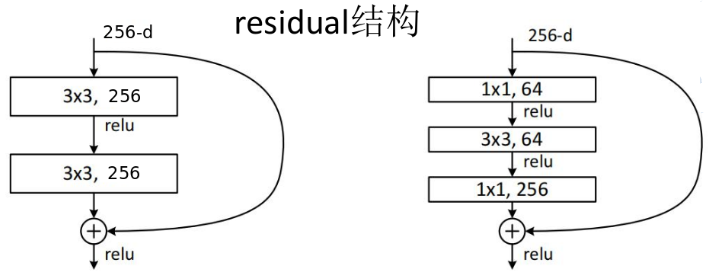 residual结构
256-d
3x3, 256
relu
3x3, 256
relu
256-d
1x1, 64
relu
3x3, 64
relu
1x1, 256
relu